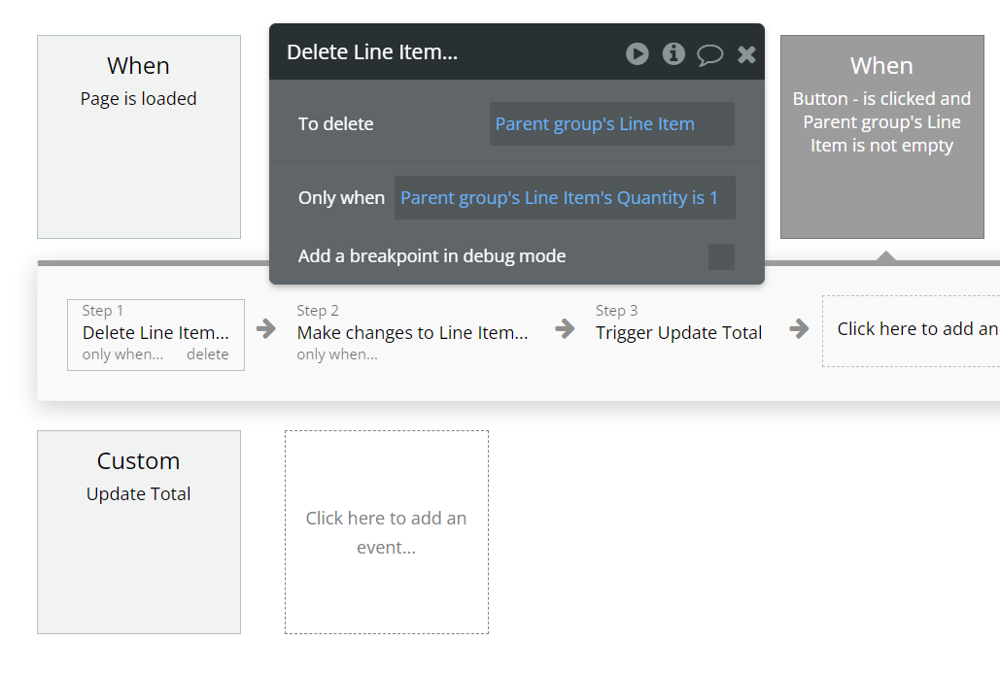 When
Page is loaded
Delete Line Item...
To delete
Parent group's Line Item
Only when
Parent group's Line Item's Quantity is 1
Add a breakpoint in debug mode
When
Button - is clicked and
Parent group's Line
Item is not empty
Step 1
Delete Line Item...
only when...
delete
Step 2
Make changes to Line Item...
only when...
Step 3
Trigger Update Total
Click here to add an
Custom
Update Total
Click here to add an
event...